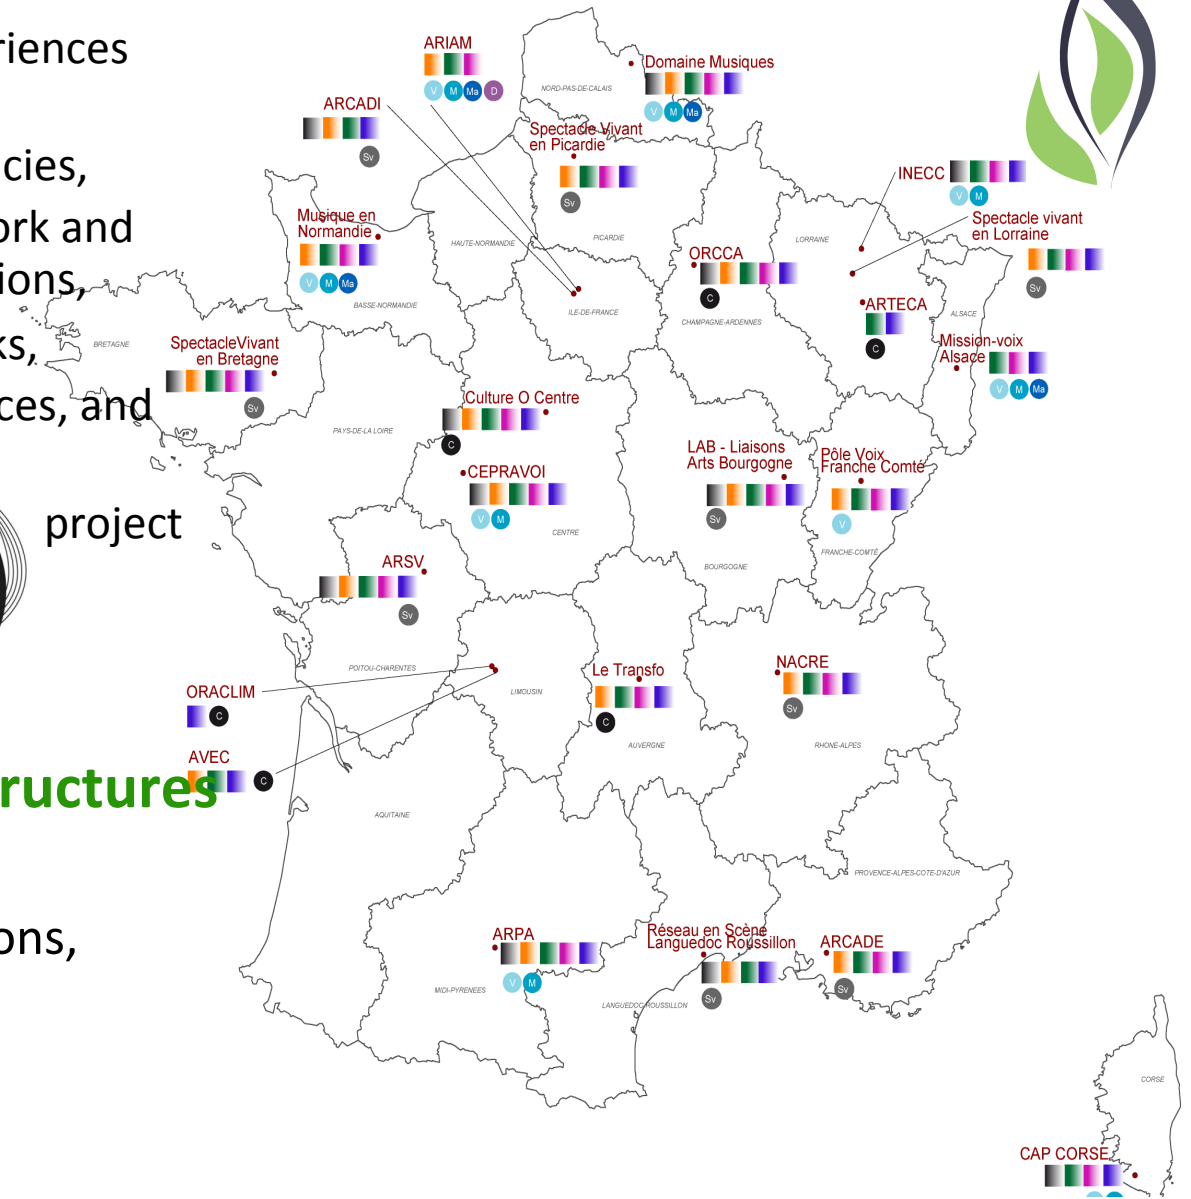 riences
cies,
ork and
ions,
ks,
ces, and
project
ructures
ons,
ARIAM
V M Ma D
ARCADI
Sv
Domaine Musiques
V M Ma
NORD-PAS-DE-CALAIS
Spectacle Vivant
en Picardie
Sv
PICARDIE
INECC
V M
Spectacle vivant
en Lorraine
Sv
LORRAINE
Musique en
Normandie
V M Ma
HAUTE-NORMANDIE
BASSE-NORMANDIE
ORCCA
C
CHAMPAGNE-ARDENNES
ILE-DE-FRANCE
ARTECA
C
ALSACE
Mission-voix
Alsace
V M Ma
BRETAGNE
SpectacleVivant
en Bretagne
Sv
Culture O Centre
C
PAYS-DE-LA LOIRE
CEPRAVOI
V M
CENTRE
LAB - Liaisons
Arts Bourgogne
Sv
BOURGOGNE
Pôle Voix
Franche Comté
V
FRANCHE-COMTÉ
ARSV
Sv
POITOU-CHARENTES
ORACLIM
C
AVEC
C
LIMOUSIN
Le Transfo
C
AUVERGNE
NACRE
Sv
RHONE-ALPES
AQUITAINE
PROVENCE-ALPES-COTE-D'AZUR
ARPA
V M
MIDI-PYRENEES
Réseau en Scène
Languedoc Roussillon
Sv
LANGUEDOC-ROUSSILLON
ARCADE
Sv
CORSE
CAP CORSE